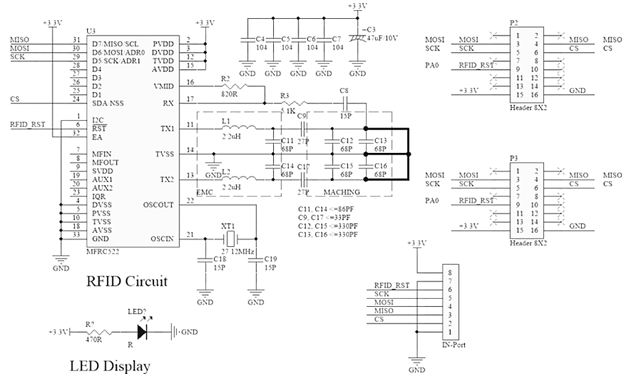 +3.3V
U3
MISO 31 D7/MISO/SCL PVDD 2
MOSI 30 D6/MOSI/ADR0 DVDD 3
SCK 29 D5/SCK/ADR1 TVDD 12
28 D4 AVDD 15
27 D3
26 D2 VMID 16
25 D1
CS 24 SDA NSS RX 17
1 I2C
RFID_RST 6 RST TX1 11
32 EA
7 MFIN TVSS 14
8 MFOUT
9 SVDD
19 AUX1 TX2 13
20 AUX2
23 IQR OSCOUT 22
4 DVSS
5 PVSS
10 TVSS
18 AVSS
33 GND OSCIN 21
MFRC522
GND
+3.3V
+3.3V
C4 104
C5 104
C6 104
C7 104
C3
47uF 10V
GND GND GND GND GND
R2
820R
R3
1K
C8
15P
L1
2.2uH
C9
27P
C11
68P
C12
68P
C13
68P
GND
C14
68P
C15
68P
C16
68P
L2
2.2uH
C17
27P
EMC
MACHING
C11, C14 <=86PF
C9, C17 <=33PF
C12, C15 <=330PF
C13, C16 <=330PF
XT1
27.12MHz
C18
15P
C19
15P
GND GND
RFID Circuit
+3.3V
R?
470R
LED?
R
GND
LED Display
P2
1 2
MOSI 3 4 MISO MISO
SCK 5 6 CS CS
7 8
PA0 RFID_RST 9 10
11 12
13 14
+3.3V 15 16 GND
Header 8X2
P3
1 2
MOSI MOSI 3 4 MISO MISO
SCK SCK 5 6 CS CS
7 8
PA0 RFID_RST 9 10
11 12
13 14
+3.3V 15 16 GND
Header 8X2
+3.3V
8
7
RFID_RST 6
SCK 5
MOSI 4
MISO 3
CS 2
1
IN-Port
GND